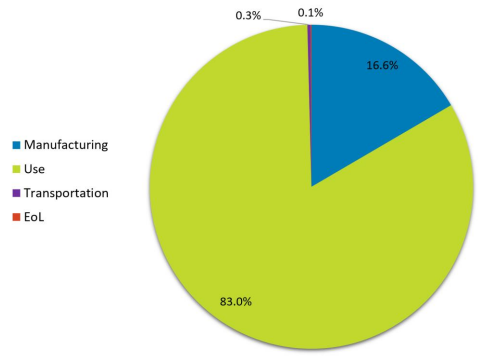 0.3%
0.1%
16.6%
Manufacturing
Use
Transportation
EoL
83.0%